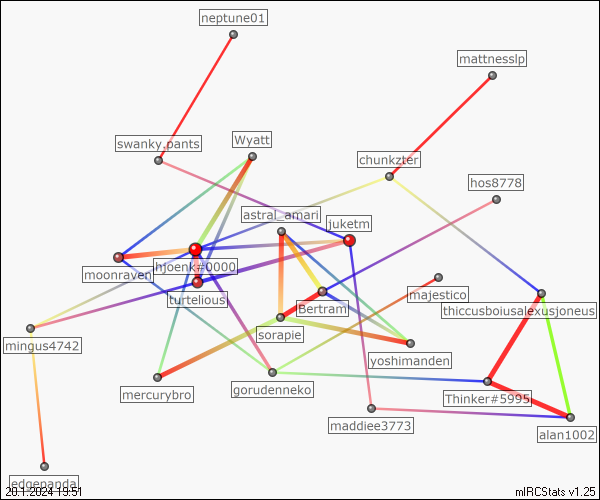 neptune01
mattnesslp
swanky.pants
Wyatt
chunkzter
hos8778
astral_amari
juketm
moonraven
hjoenk#0000
turtelious
Bertram
majestico
thiccusboiusalexusjoneus
sorapie
mingus4742
yoshimanden
mercurybro
gorudenneko
Thinker#5995
maddiee3773
alan1002
edgepanda
20.1.2024 19:51
mIRCStats v1.25